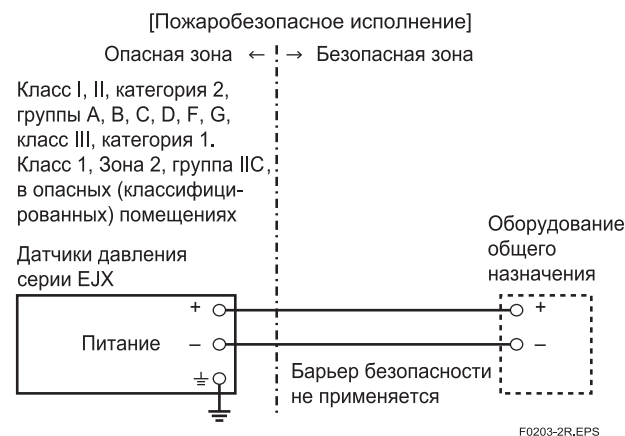 [Пожаробезопасное исполнение]
Опасная зона ← → Безопасная зона
Класс I, II, категория 2,
группы A, B, C, D, F, G,
класс III, категория 1.
Класс 1, Зона 2, группа IIC,
в опасных (классифици-
рованных) помещениях
Оборудование
общего
назначения
Датчики давления
серии EJX
+ +
Питание – –
Барьер безопасности
не применяется
F0203-2R.EPS